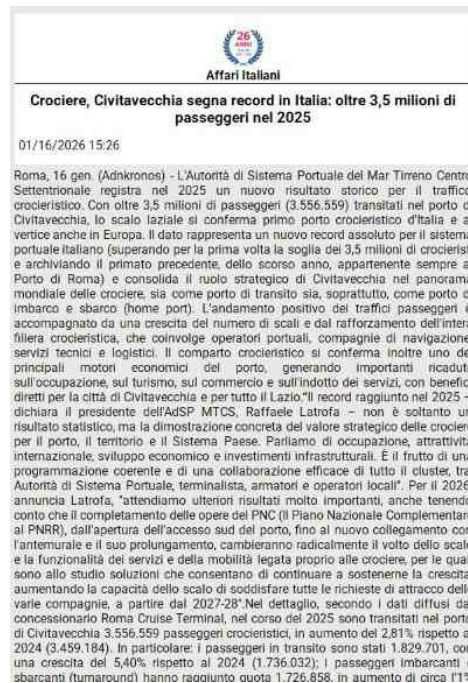 26
ANNI
Affari Italiani
Crociere, Civitavecchia segna record in Italia: oltre 3,5 milioni di
passeggeri nel 2025
01/16/2026 15:26
Roma, 16 gen. (Adnkronos) - L'Autorità di Sistema Portuale del Mar Tirreno Centro
Settentrionale registra nel 2025 un nuovo risultato storico per il traffico
crocieristico. Con oltre 3,5 milioni di passeggeri (3.556.559) transitati nel porto d
Civitavecchia, lo scalo laziale si conferma primo porto crocieristico d'Italia e a
vertice anche in Europa. Il dato rappresenta un nuovo record assoluto per il sistema
portuale italiano (superando per la prima volta la soglia dei 3,5 milioni di crocierist
e archiviando il primato precedente, dello scorso anno, appartenente sempre a
Porto di Roma) e consolida il ruolo strategico di Civitavecchia nel panorama
mondiale delle crociere, sia come porto di transito sia, soprattutto, come porto d
imbarco e sbarco (home port). L'andamento positivo dei traffici passeggeri è
accompagnato da una crescita del numero di scali e dal rafforzamento dell'inter
filiera crocieristica, che coinvolge operatori portuali, compagnie di navigazione
servizi tecnici e logistici. Il comparto crocieristico si conferma inoltre uno de
principali motori economici del porto, generando importanti ricadut
sull'occupazione, sul turismo, sul commercio e sull'indotto dei servizi, con benefic
diretti per la città di Civitavecchia e per tutto il Lazio."Il record raggiunto nel 2025 –
dichiara il presidente dell'AdSP MTCS, Raffaele Latrofa – non è soltanto un
risultato statistico, ma la dimostrazione concreta del valore strategico delle crocier
per il porto, il territorio e il Sistema Paese. Parliamo di occupazione, attrattivit
internazionale, sviluppo economico e investimenti infrastrutturali. È il frutto di una
programmazione coerente e di una collaborazione efficace di tutto il cluster, tra
Autorità di Sistema Portuale, terminalista, armatori e operatori locali". Per il 2026
annuncia Latrofa, "attendiamo ulteriori risultati molto importanti, anche tenendo
conto che il completamento delle opere del PNC (Il Piano Nazionale Complementare
al PNRR), dall'apertura dell'accesso sud del porto, fino al nuovo collegamento con
l'antemurale e il suo prolungamento, cambieranno radicalmente il volto dello scal
e la funzionalità dei servizi e della mobilità legata proprio alle crociere, per le qual
sono allo studio soluzioni che consentano di continuare a sostenerne la crescita
aumentando la capacità dello scalo di soddisfare tutte le richieste di attracco dell
varie compagnie, a partire dal 2027-28".Nel dettaglio, secondo i dati diffusi da
concessionario Roma Cruise Terminal, nel corso del 2025 sono transitati nel porto
di Civitavecchia 3.556.559 passeggeri crocieristici, in aumento del 2,81% rispetto a
2024 (3.459.184). In particolare: i passeggeri in transito sono stati 1.829.701, con
una crescita del 5,40% rispetto al 2024 (1.736.032); i passeggeri imbarcanti
sbarcanti (turnaround) hanno raggiunto quota 1.726.858, in aumento di circa l'1%